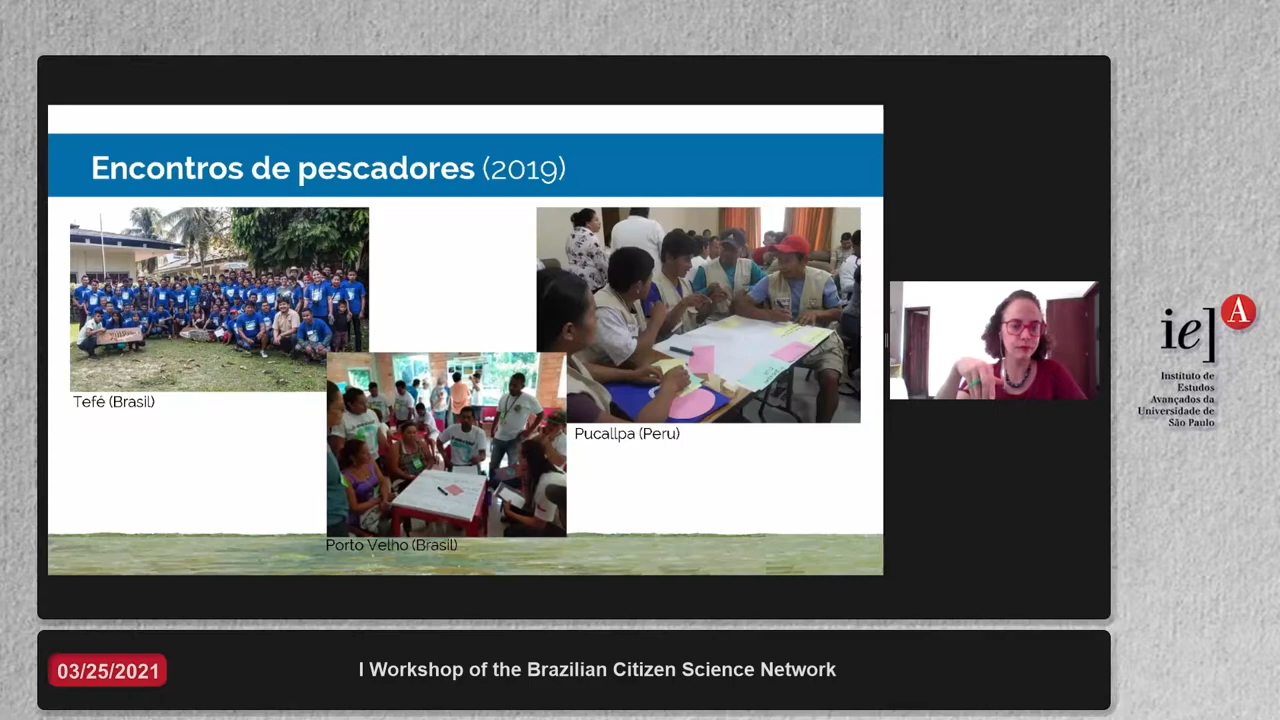 Encontros de pescadores (2019)
Tefé (Brasil)
Pucallpa (Peru)
Porto Velho (Brasil)
ie] A
Instituto de
Estudos
Avançados da
Universidade de
São Paulo
03/25/2021
I Workshop of the Brazilian Citizen Science Network